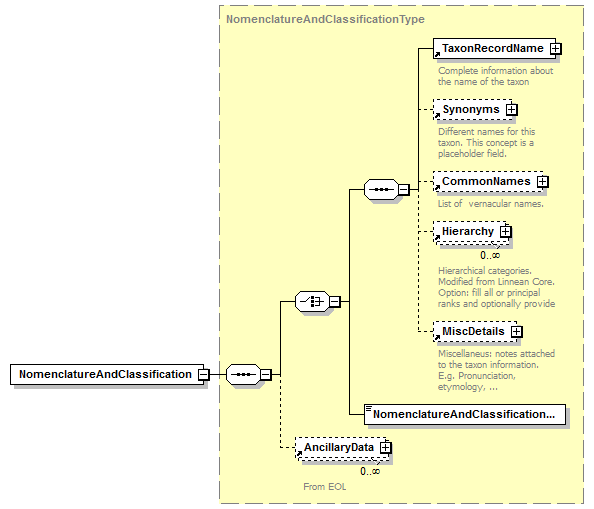 NomenclatureAndClassificationType
TaxonRecordName
Complete information about
the name of the taxon
Synonyms
Different names for this
taxon. This concept is a
placeholder field.
CommonNames
List of vernacular names.
Hierarchy
0..∞
Hierarchical categories.
Modified from Linnean Core.
Option: fill all or principal
ranks and optionally provide
MiscDetails
Miscellaneus: notes attached
to the taxon information.
E.g. Pronunciation,
etymology, ...
NomenclatureAndClassification
NomenclatureAndClassification...
AncillaryData
0..∞
From EOL